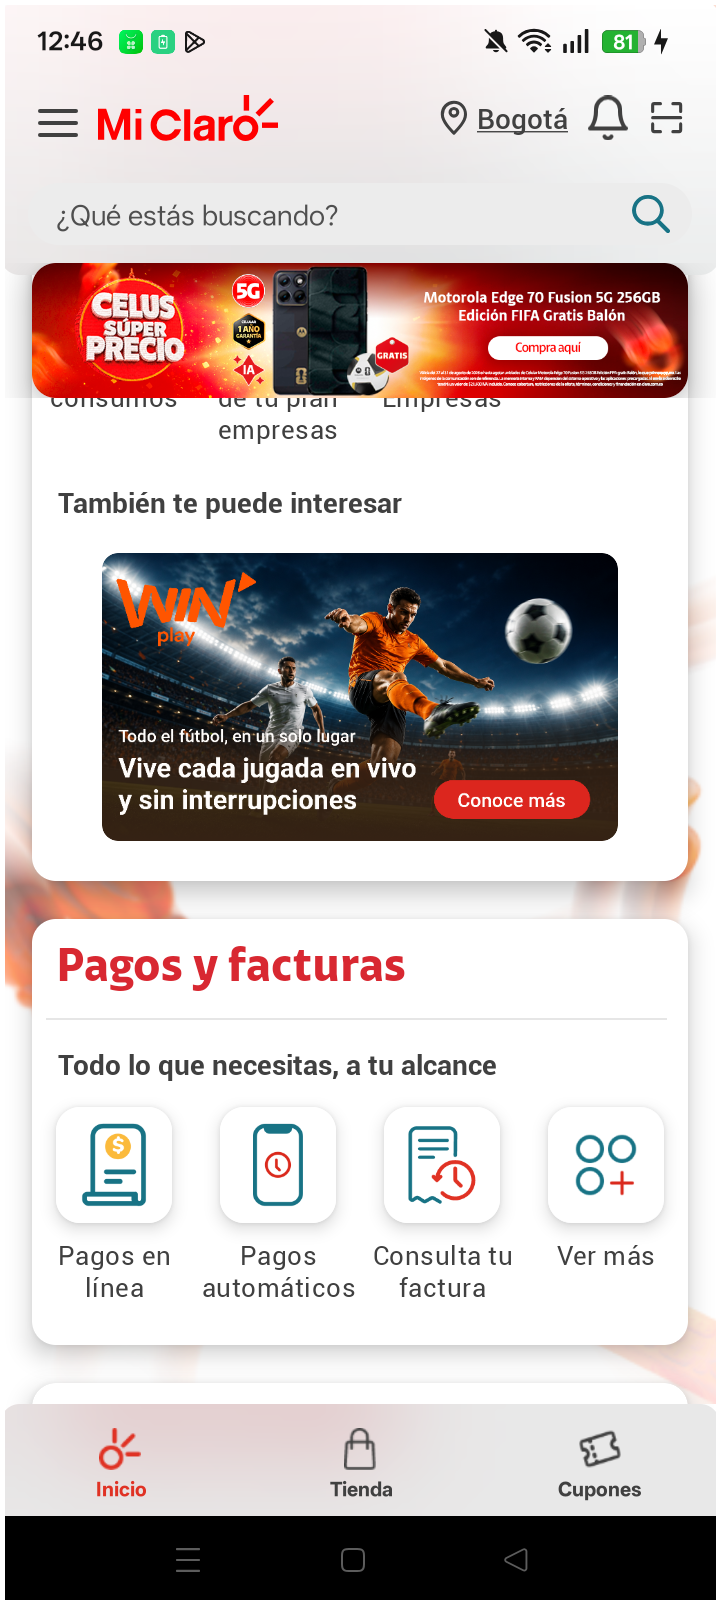 12:46
81
Mi Claro
Bogotá
¿Qué estás buscando?
CELUS
SÚPER
PRECIO
5G
1 AÑO
GARANTÍA
IA
GRATIS
Motorola Edge 70 Fusion 5G 256GB
Edición FIFA Gratis Balón
Compra aquí
consumos
de tu plan
Empresas
empresas
También te puede interesar
WIN
play
Todo el fútbol, en un solo lugar
Vive cada jugada en vivo
y sin interrupciones
Conoce más
Pagos y facturas
Todo lo que necesitas, a tu alcance
$
Pagos en
línea
Pagos
automáticos
Consulta tu
factura
Ver más
Inicio
Tienda
Cupones